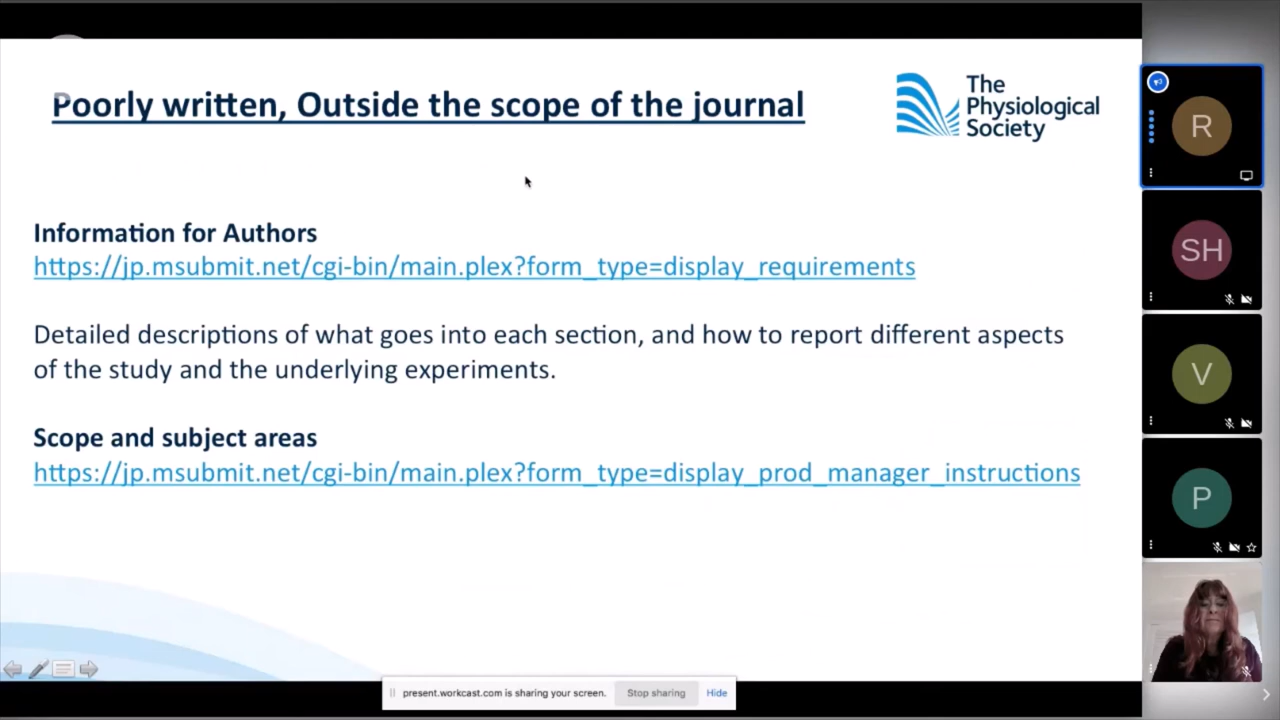 Poorly written, Outside the scope of the journal
The
Physiological
Society
Information for Authors
https://jp.msubmit.net/cgi-bin/main.plex?form_type=display_requirements
Detailed descriptions of what goes into each section, and how to report different aspects
of the study and the underlying experiments.
Scope and subject areas
https://jp.msubmit.net/cgi-bin/main.plex?form_type=display_prod_manager_instructions
present.workcast.com is sharing your screen. Stop sharing Hide
R
SH
V
P